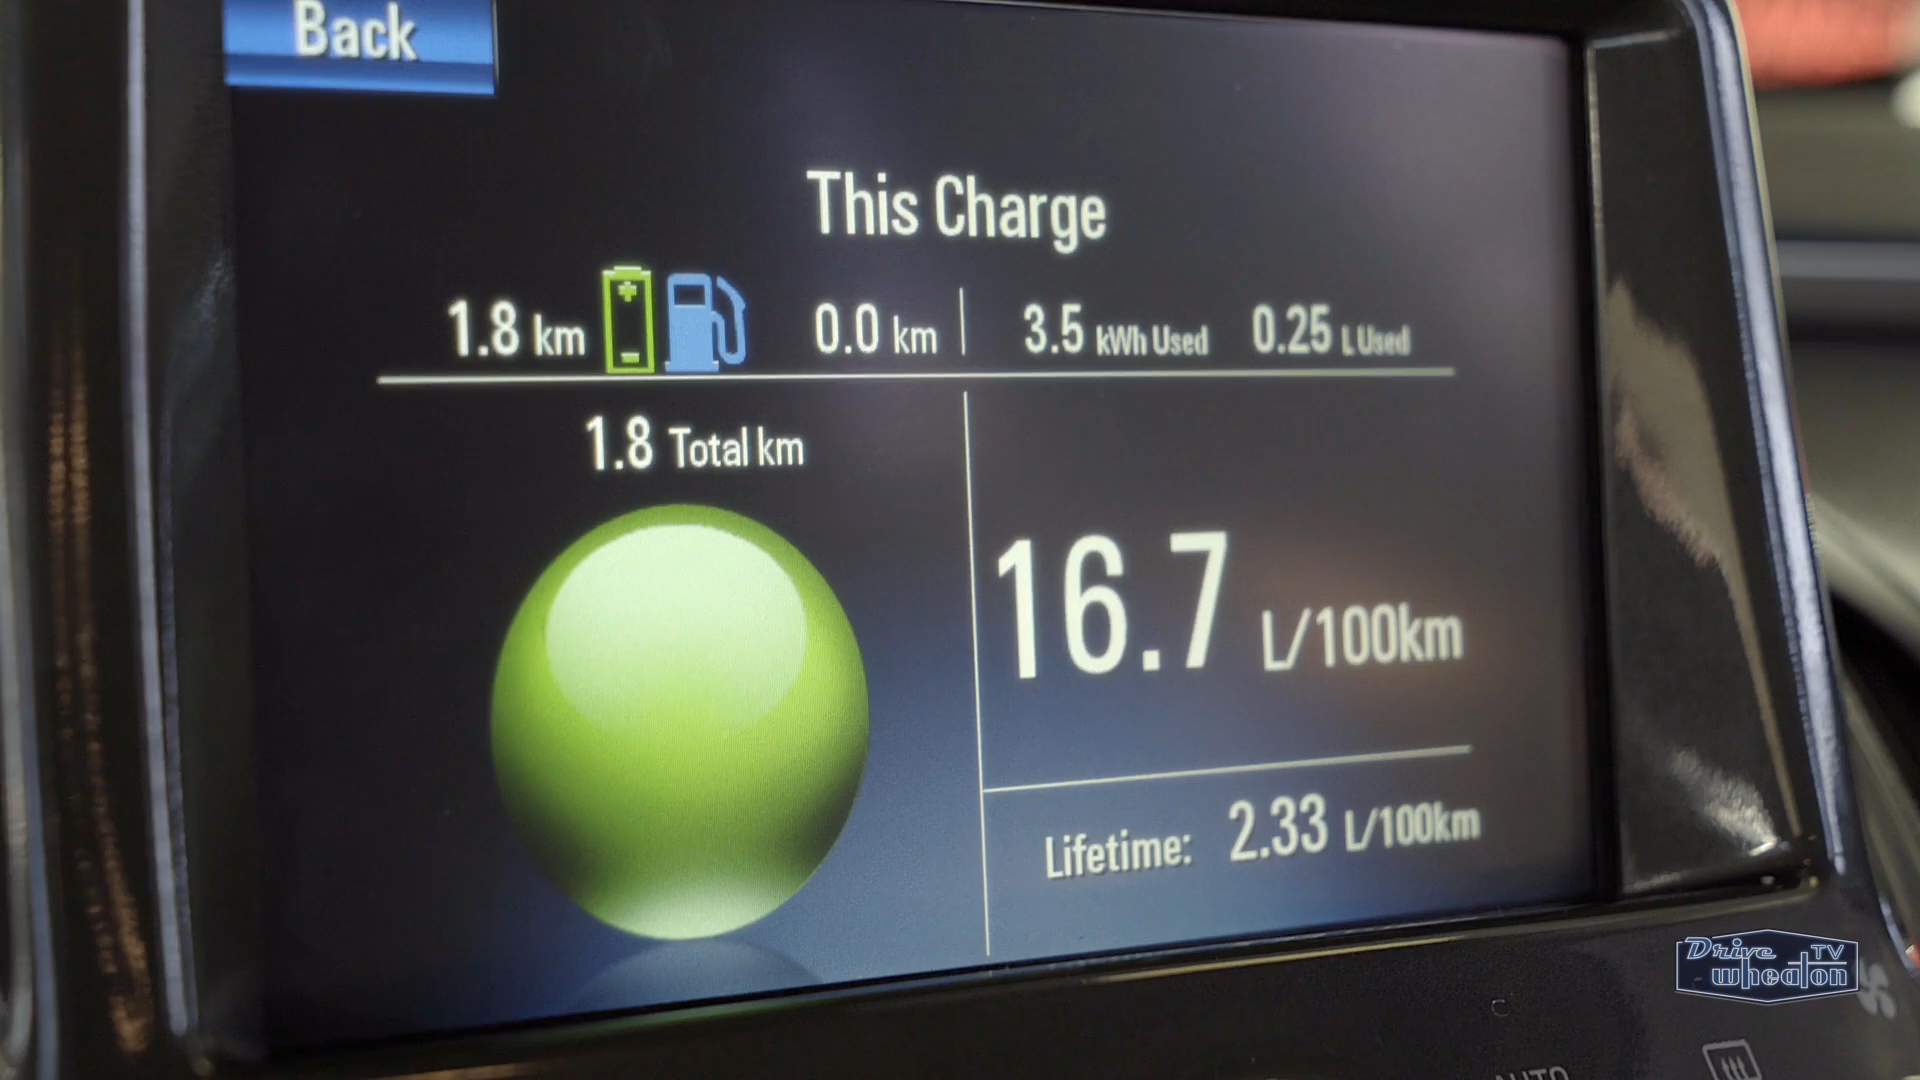 Back
This Charge
1.8 km 0.0 km 3.5 kWh Used 0.25 L Used
1.8 Total km
16.7 L/100km
Lifetime: 2.33 L/100km
Drive TV
wheaton
C
AUTO